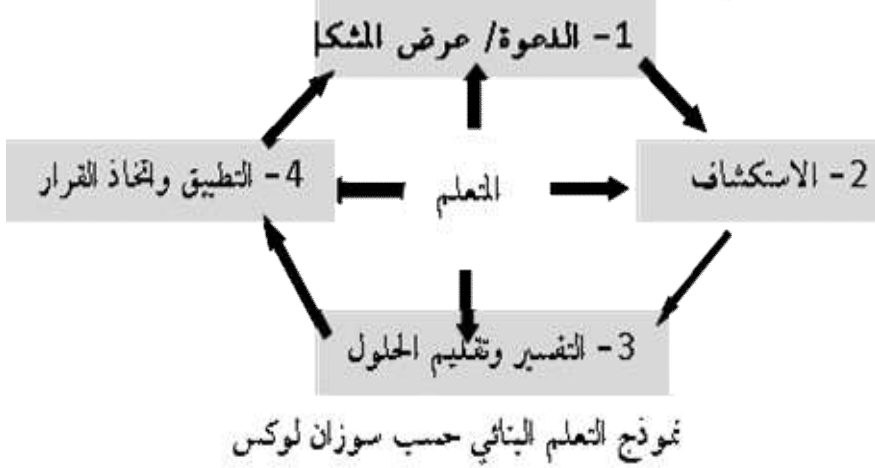 1- الدعوة/ عرض المشكل
2- الاستكشاف
4- التطبيق واتخاذ القرار
المتعلم
3- التفسير وتقديم الحلول
نموذج التعلم البنائي حسب سوزان لوكس